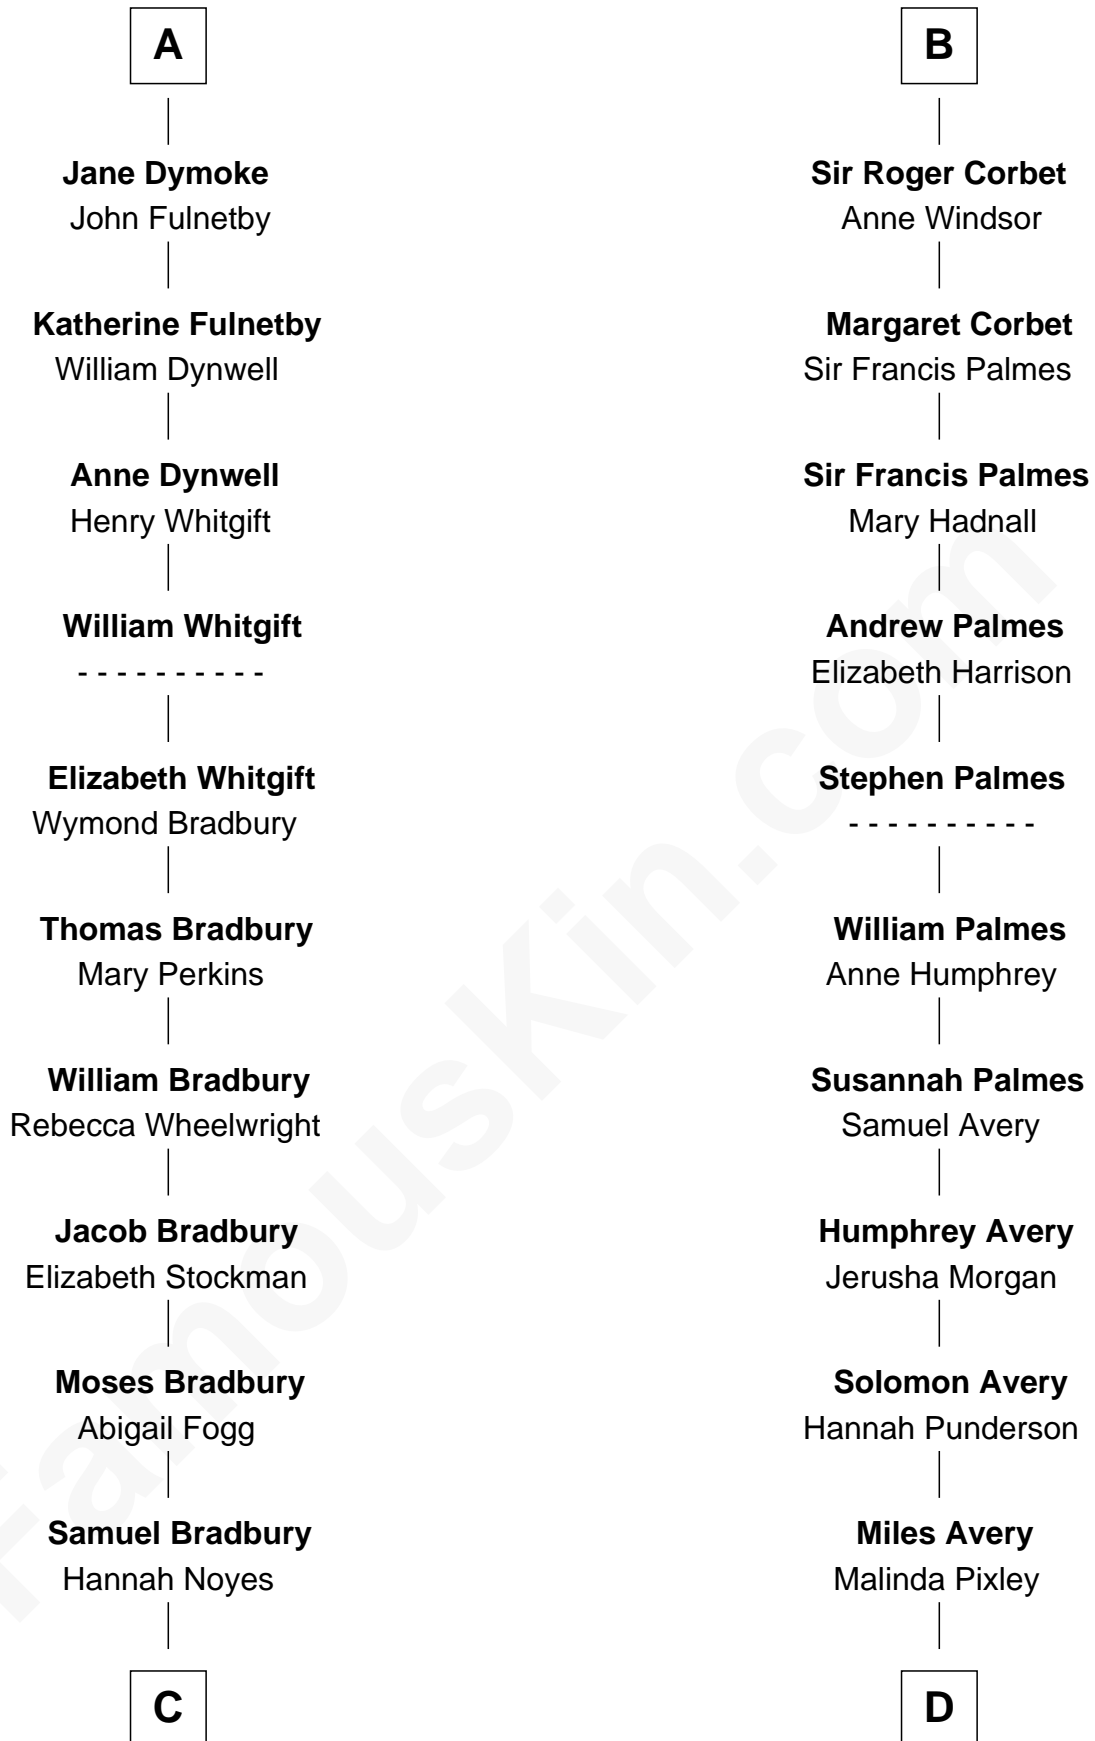 A
Jane Dymoke
John Fulnetby
Katherine Fulnetby
William Dynwell
Anne Dynwell
Henry Whitgift
William Whitgift
- - - - - - - - - -
Elizabeth Whitgift
Wymond Bradbury
Thomas Bradbury
Mary Perkins
William Bradbury
Rebecca Wheelwright
Jacob Bradbury
Elizabeth Stockman
Moses Bradbury
Abigail Fogg
Samuel Bradbury
Hannah Noyes
C
B
Sir Roger Corbet
Anne Windsor
Margaret Corbet
Sir Francis Palmes
Sir Francis Palmes
Mary Hadnall
Andrew Palmes
Elizabeth Harrison
Stephen Palmes
- - - - - - - - - -
William Palmes
Anne Humphrey
Susannah Palmes
Samuel Avery
Humphrey Avery
Jerusha Morgan
Solomon Avery
Hannah Punderson
Miles Avery
Malinda Pixley
D
FamousKin.com